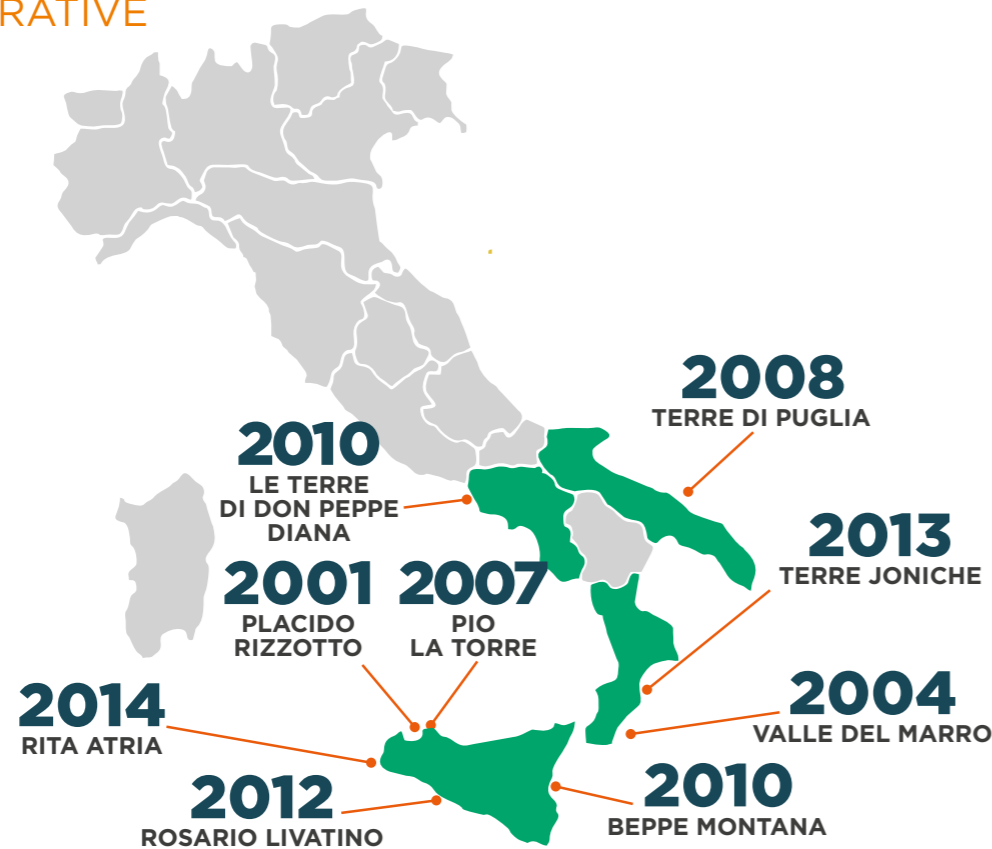 RATIVE
2008
TERRE DI PUGLIA
2010
LE TERRE
DI DON PEPPE
DIANA
2013
TERRE JONICHE
2001
PLACIDO
RIZZOTTO
2007
PIO
LA TORRE
2004
VALLE DEL MARRO
2014
RITA ATRIA
2012
ROSARIO LIVATINO
2010
BEPPE MONTANA